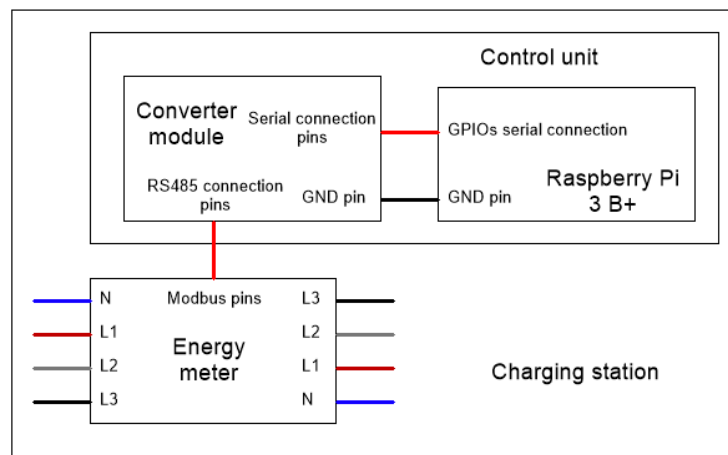 Control unit
Converter
module
Serial connection
pins
RS485 connection
pins
GND pin
GPIOs serial connection
GND pin
Raspberry Pi
3 B+
N
L1
L2
L3
Modbus pins
Energy
meter
L3
L2
L1
N
Charging station